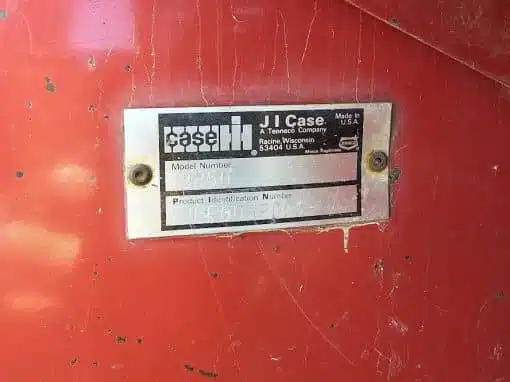 case IH
J I Case
A Tenneco Company
Racine, Wisconsin
53404 U.S.A.
Made in
U.S.A.
Model Number
Product Identification Number